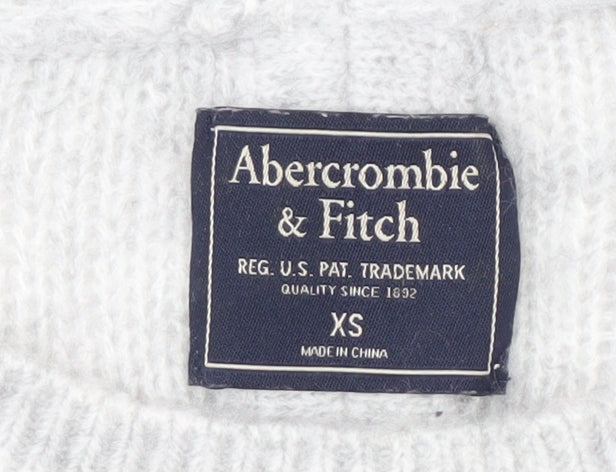 Abercrombie
& Fitch
REG. U.S. PAT. TRADEMARK
QUALITY SINCE 1892
XS
MADE IN CHINA